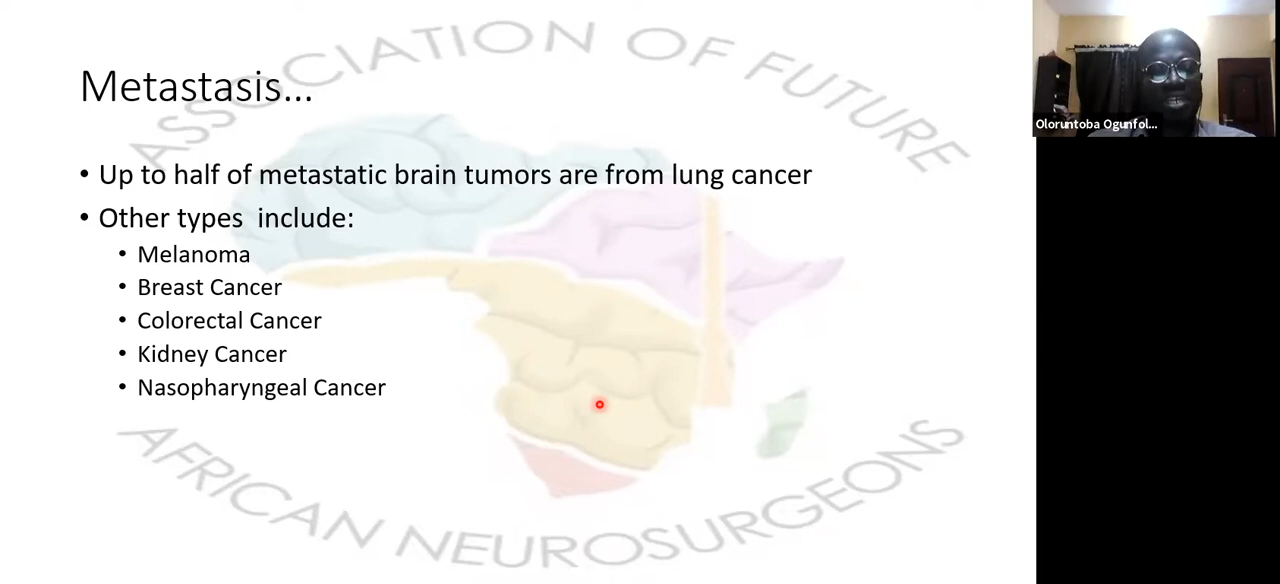 ASSOCIATION OF FUTURE
Metastasis...
• Up to half of metastatic brain tumors are from lung cancer
• Other types  include:
• Melanoma
• Breast Cancer
• Colorectal Cancer
• Kidney Cancer
• Nasopharyngeal Cancer
AFRICAN NEUROSURGEONS
Oloruntoba Ogunfol...